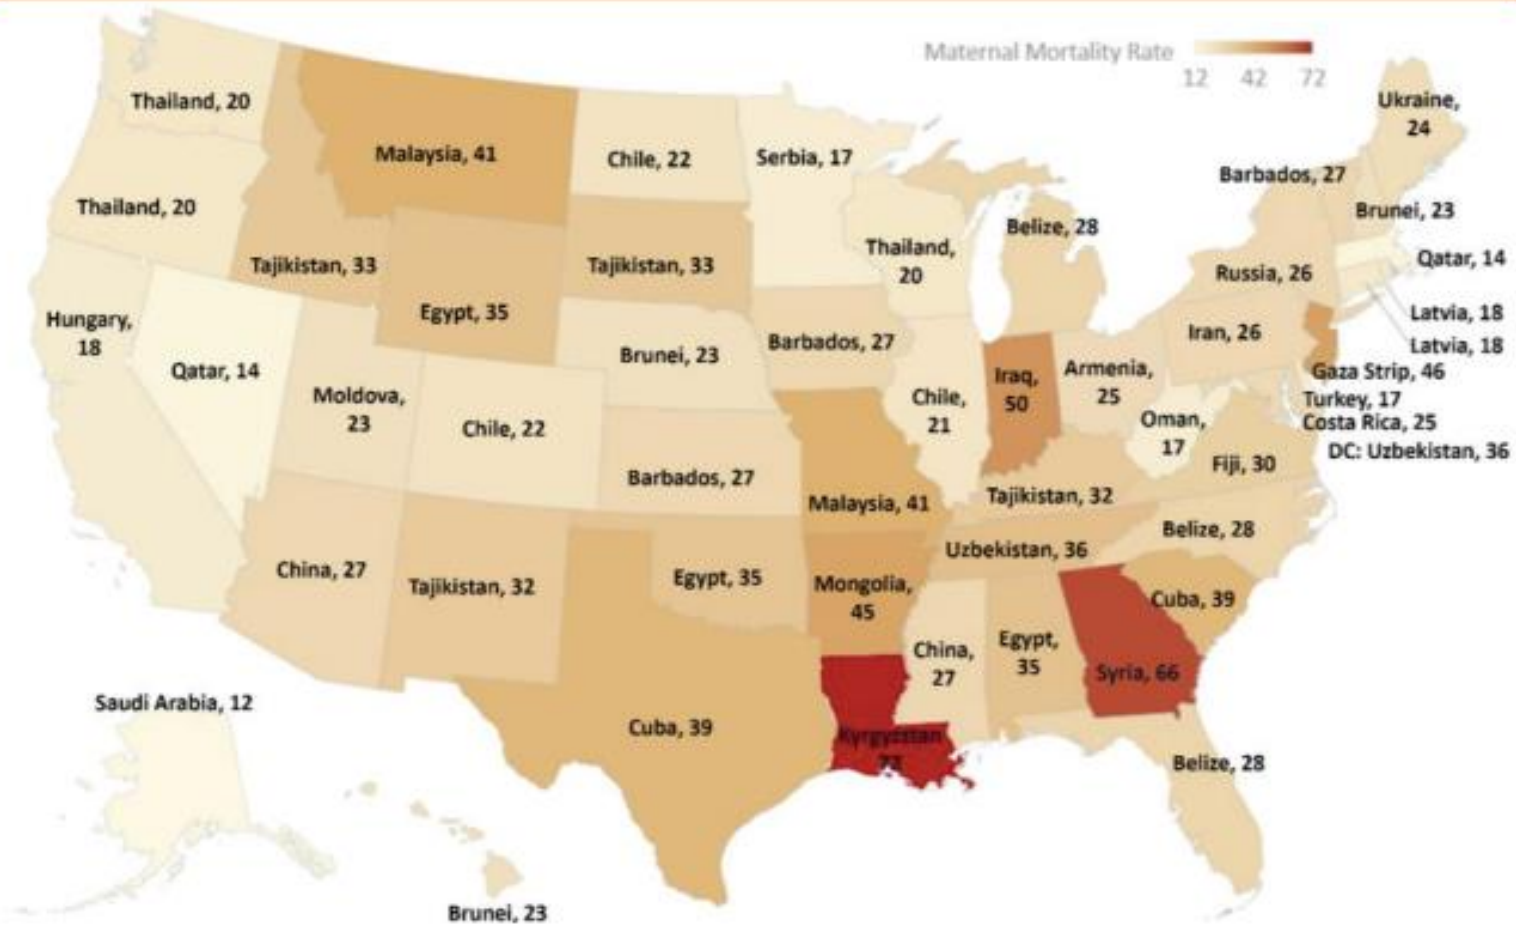 Maternal Mortality Rate
12 42 72
Thailand, 20
Malaysia, 41
Chile, 22
Serbia, 17
Ukraine,
24
Barbados, 27
Thailand, 20
Brunei, 23
Belize, 28
Thailand,
20
Tajikistan, 33
Tajikistan, 33
Qatar, 14
Russia, 26
Egypt, 35
Hungary,
18
Latvia, 18
Iran, 26
Barbados, 27
Latvia, 18
Brunei, 23
Qatar, 14
Gaza Strip, 46
Iraq,
50
Armenia,
25
Moldova,
23
Chile,
21
Turkey, 17
Costa Rica, 25
Chile, 22
Oman,
17
DC: Uzbekistan, 36
Fiji, 30
Barbados, 27
Tajikistan, 32
Malaysia, 41
Belize, 28
Uzbekistan, 36
China, 27
Tajikistan, 32
Egypt, 35
Mongolia,
45
Cuba, 39
China,
27
Egypt,
35
Syria, 66
Saudi Arabia, 12
Cuba, 39
Kyrgyzstan
72
Belize, 28
Brunei, 23